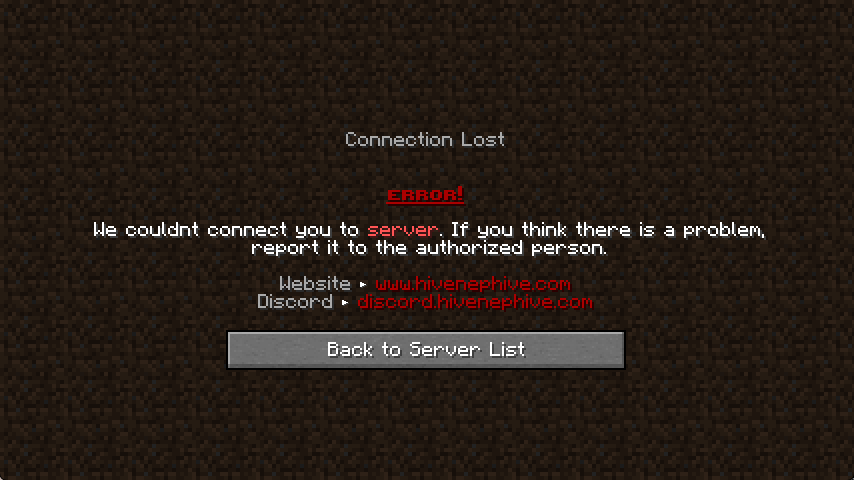 Connection Lost
ERROR!
We couldnt connect you to server. If you think there is a problem,
report it to the authorized person.
Website ▸ www.hivenephive.com
Discord ▸ discord.hivenephive.com
Back to Server List